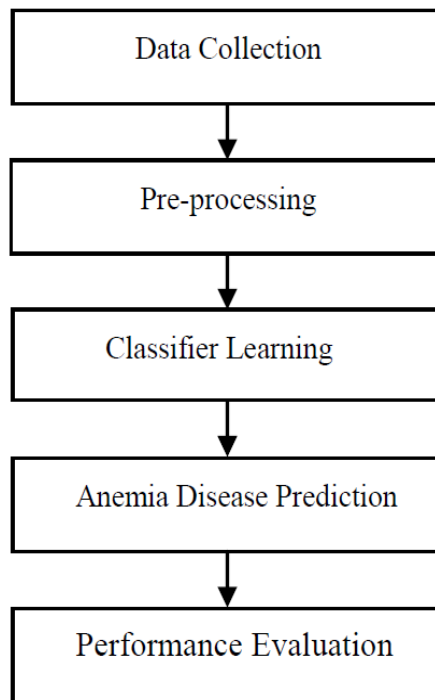 Data Collection
Pre-processing
Classifier Learning
Anemia Disease Prediction
Performance Evaluation